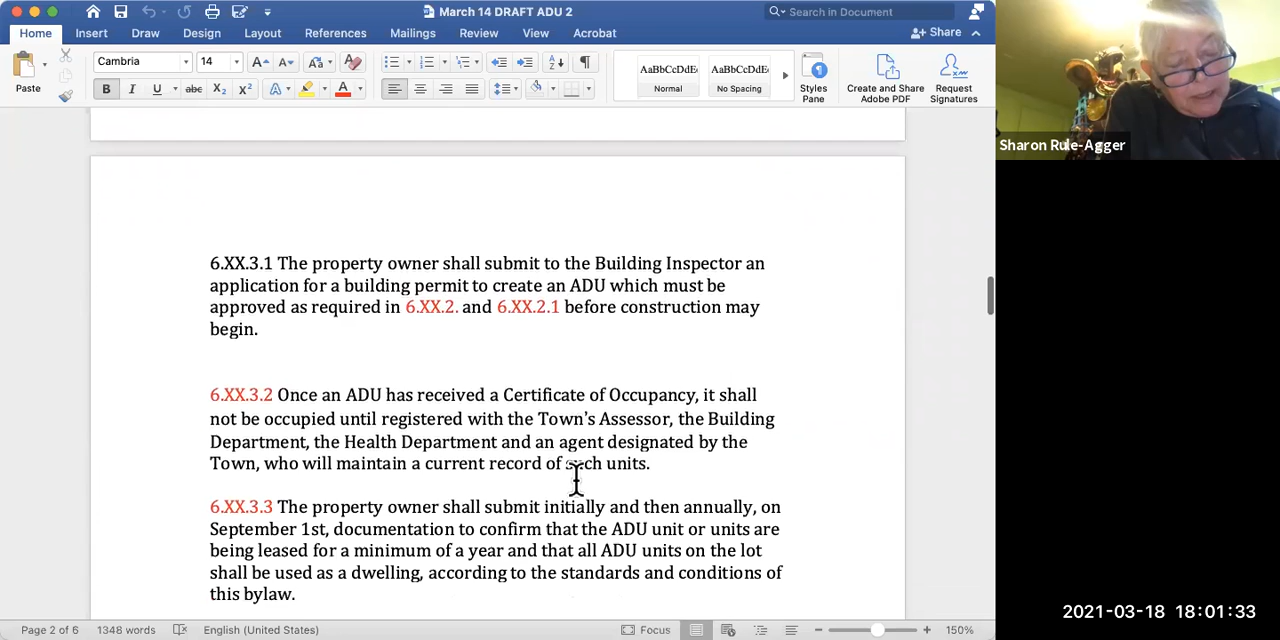 March 14 DRAFT ADU 2
Search in Document
Home Insert Draw Design Layout References Mailings Review View Acrobat
Share
Paste
Cambria 14
AaBbCcDdEe AaBbCcDdEe
Normal No Spacing
Styles Pane
Create and Share Adobe PDF
Request Signatures
Sharon Rule-Agger
6.XX.3.1 The property owner shall submit to the Building Inspector an
application for a building permit to create an ADU which must be
approved as required in 6.XX.2. and 6.XX.2.1 before construction may
begin.
6.XX.3.2 Once an ADU has received a Certificate of Occupancy, it shall
not be occupied until registered with the Town's Assessor, the Building
Department, the Health Department and an agent designated by the
Town, who will maintain a current record of such units.
6.XX.3.3 The property owner shall submit initially and then annually, on
September 1st, documentation to confirm that the ADU unit or units are
being leased for a minimum of a year and that all ADU units on the lot
shall be used as a dwelling, according to the standards and conditions of
this bylaw.
2021-03-18 18:01:33
Page 2 of 6 1348 words English (United States) Focus 150%